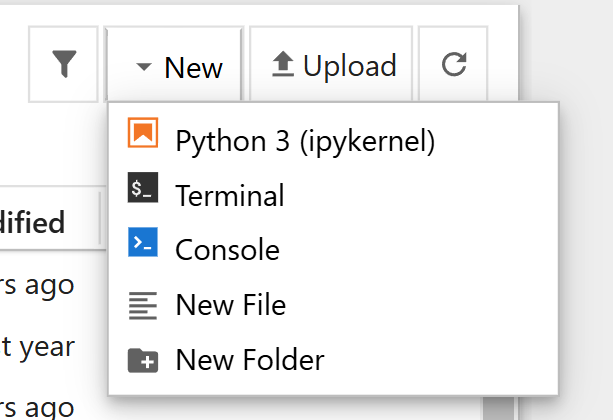 New Upload
Python 3 (ipykernel)
$_ Terminal
>_ Console
dified
New File
rs ago
t year
New Folder
rs ago